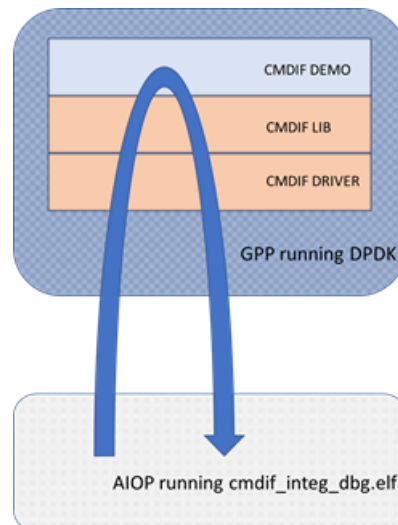 CMDIF DEMO
CMDIF LIB
CMDIF DRIVER
GPP running DPDK
AIOP running cmdif_integ_dbg.elf